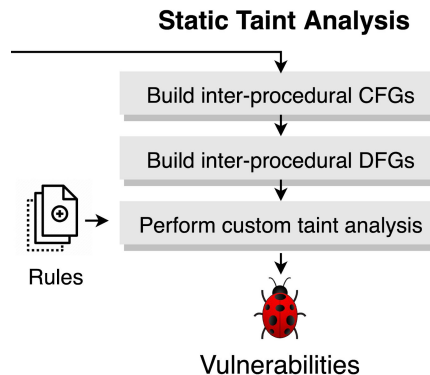 Static Taint Analysis
Build inter-procedural CFGs
Build inter-procedural DFGs
Perform custom taint analysis
Rules
Vulnerabilities